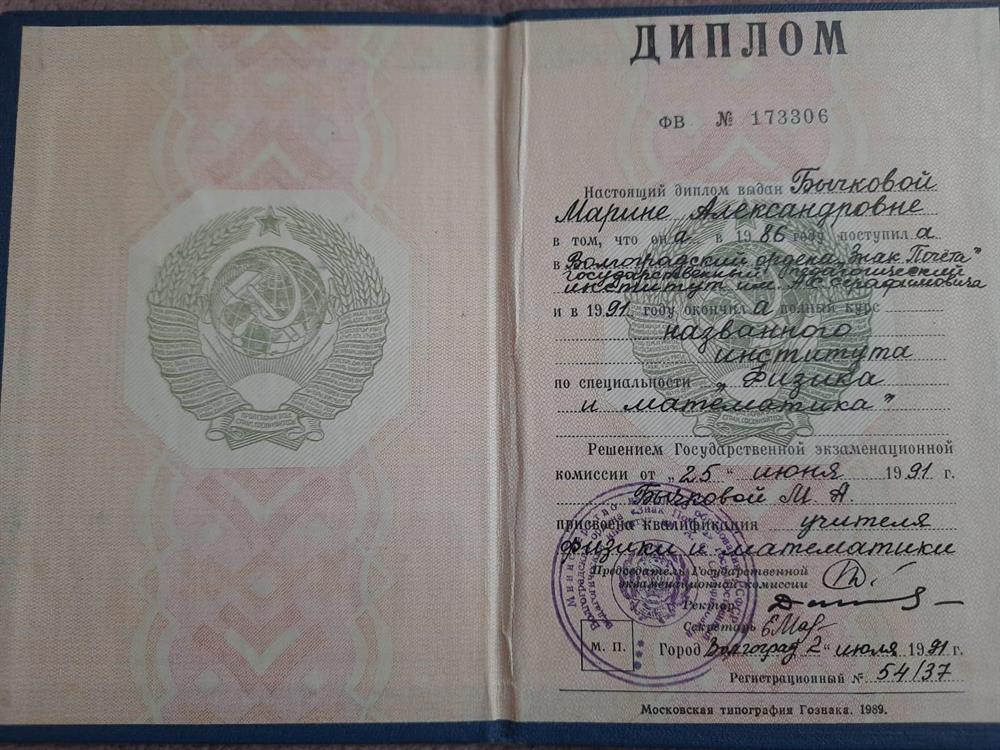 ДИПЛОМ
ФВ № 173306
Настоящий диплом выдан Бычковой
Марине Александровне
в том, что она в 1986 году поступила
в Волгоградский ордена „Знак Почёта"
государственный педагогический
институт им. А.С. Серафимовича
и в 1991 году окончила полный курс
названного
института
по специальности „Физика
и математика"
Решением Государственной экзаменационной
комиссии от „25" июня 1991 г.
Бычковой М. А.
присвоена квалификация учителя
физики и математики
Председатель Государственной
экзаменационной комиссии
Ректор
Секретарь
М. П.
Город Волгоград 2 "июля 1991 г.
Регистрационный № 54/37
Московская типография Гознака. 1989.